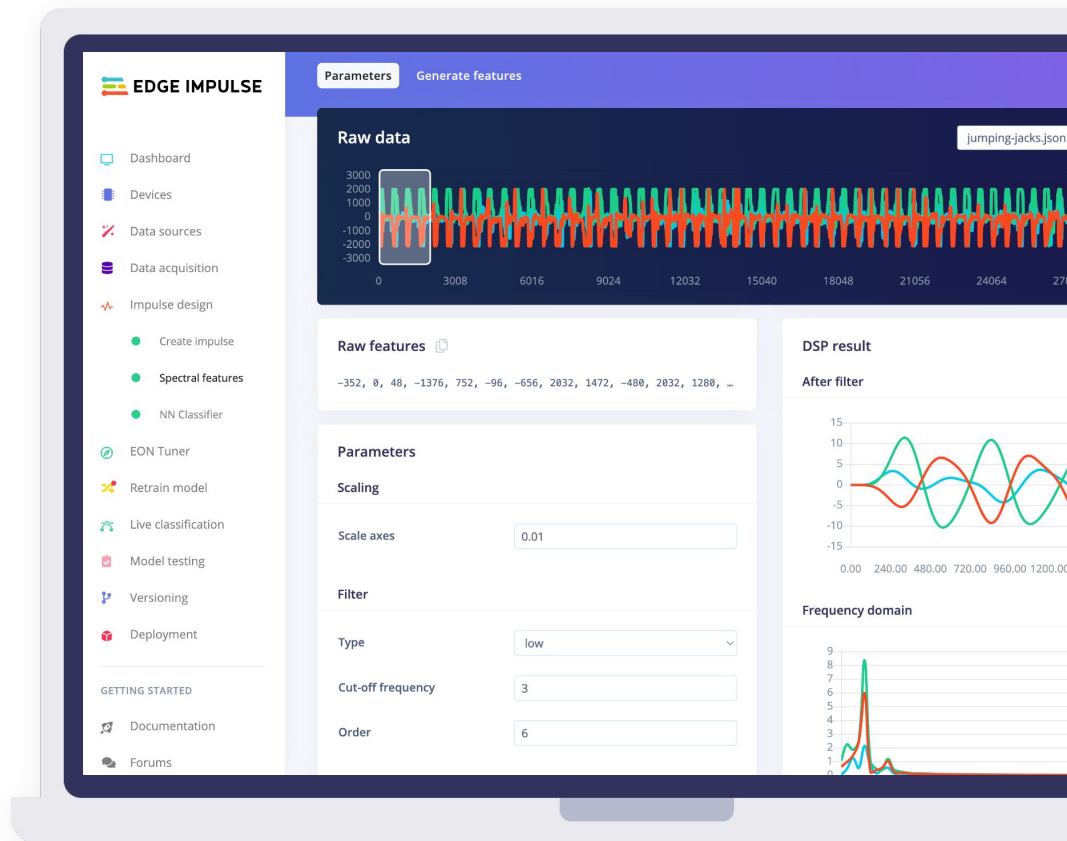 EDGE IMPULSE
Parameters Generate features
Dashboard
Devices
Data sources
Data acquisition
Impulse design
Create impulse
Spectral features
NN Classifier
EON Tuner
Retrain model
Live classification
Model testing
Versioning
Deployment
GETTING STARTED
Documentation
Forums
Raw data
jumping-jacks.json
3000
2000
1000
0
-1000
-2000
-3000
0 3008 6016 9024 12032 15040 18048 21056 24064
Raw features
-352, 0, 48, -1376, 752, -96, -656, 2032, 1472, -480, 2032, 1280, …
Parameters
Scaling
Scale axes 0.01
Filter
Type low
Cut-off frequency 3
Order 6
DSP result
After filter
15
10
5
0
-5
-10
-15
0.00 240.00 480.00 720.00 960.00 1200.00
Frequency domain
9
8
7
6
5
4
3
2
1
0